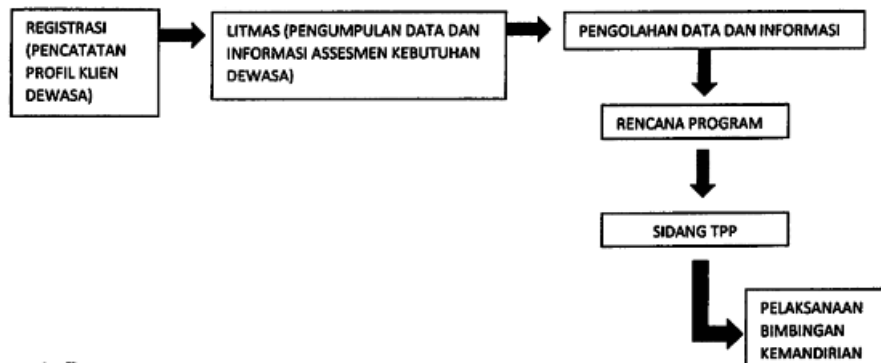 REGISTRASI
(PENCATATAN
PROFIL KLIEN
DEWASA)
LITMAS (PENGUMPULAN DATA DAN
INFORMASI ASSESMEN KEBUTUHAN
DEWASA)
PENGOLAHAN DATA DAN INFORMASI
RENCANA PROGRAM
SIDANG TPP
PELAKSANAAN
BIMBINGAN
KEMANDIRIAN